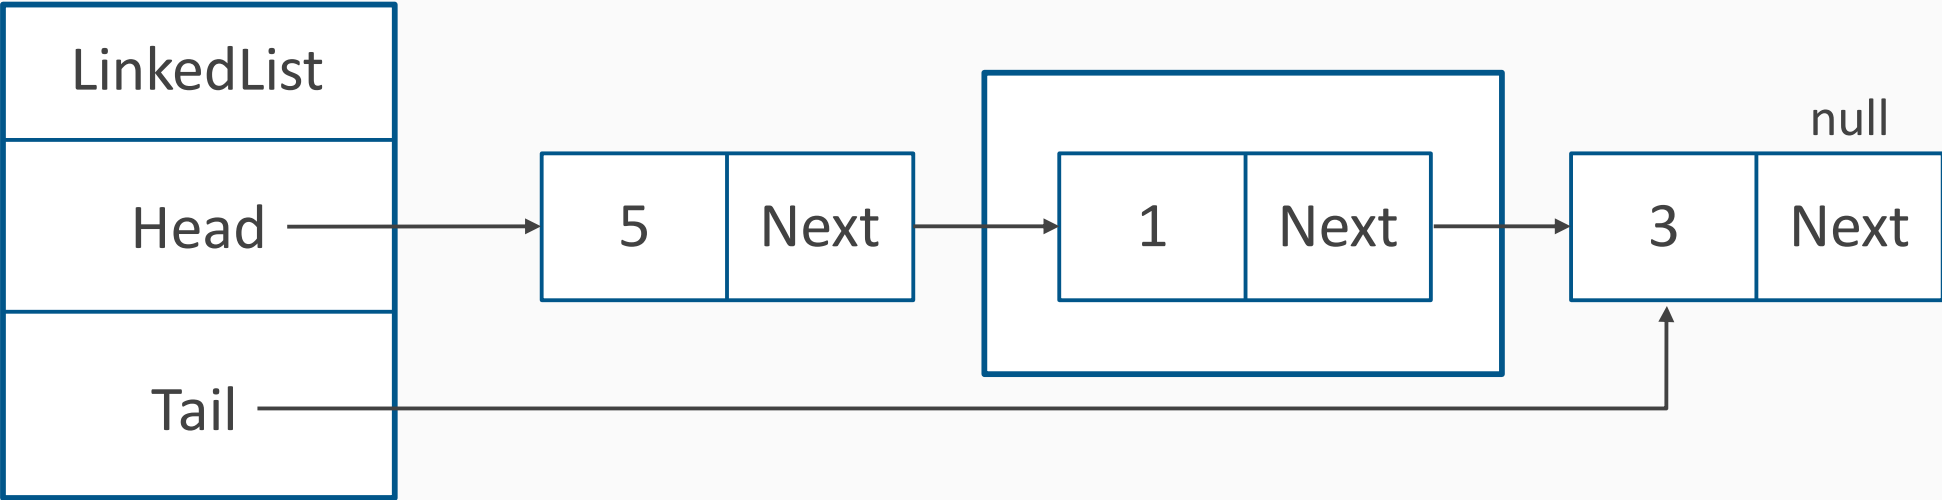 LinkedList
null
Head
5 Next
1 Next
3 Next
Tail